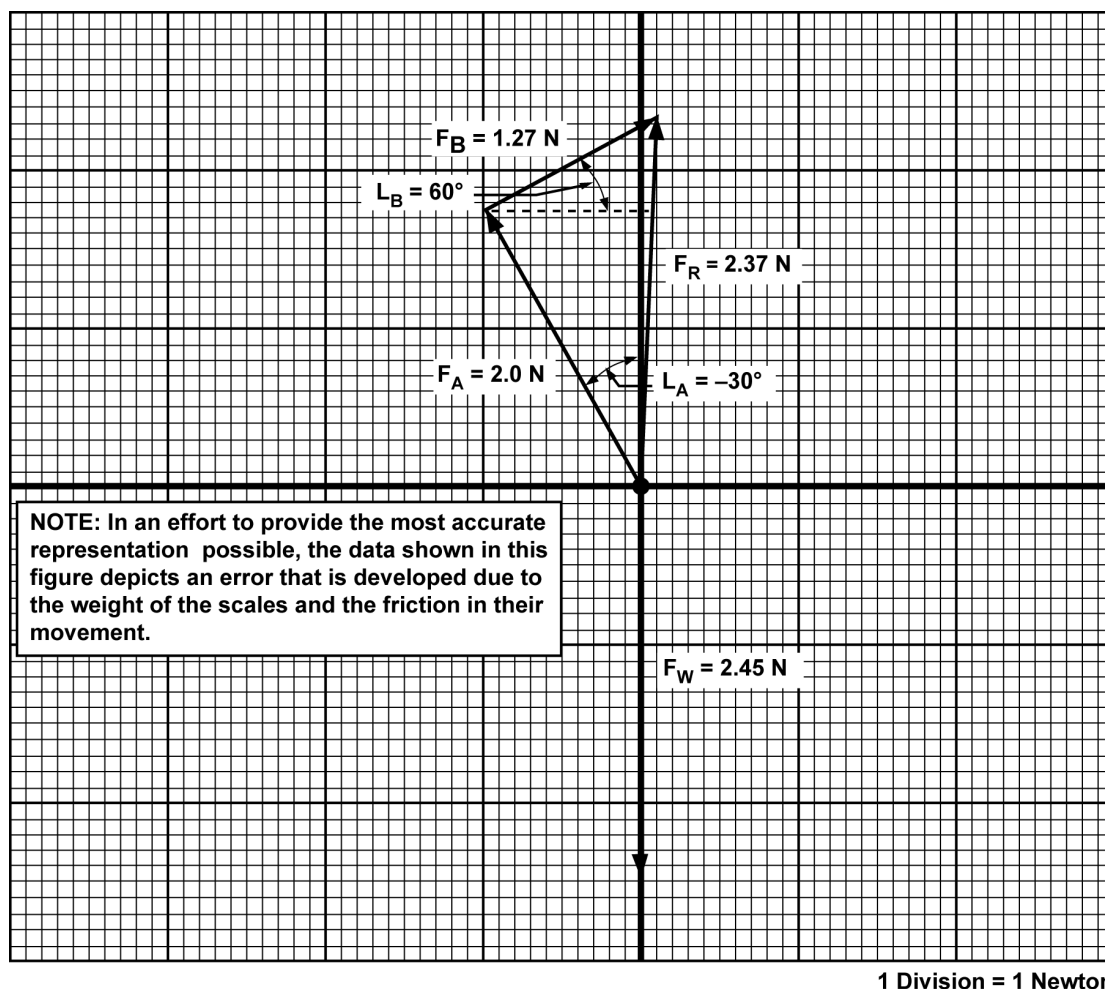 F_B = 1.27 N
L_B = 60°
F_R = 2.37 N
F_A = 2.0 N
L_A = –30°
NOTE: In an effort to provide the most accurate
representation possible, the data shown in this
figure depicts an error that is developed due to
the weight of the scales and the friction in their
movement.
F_W = 2.45 N
1 Division = 1 Newton